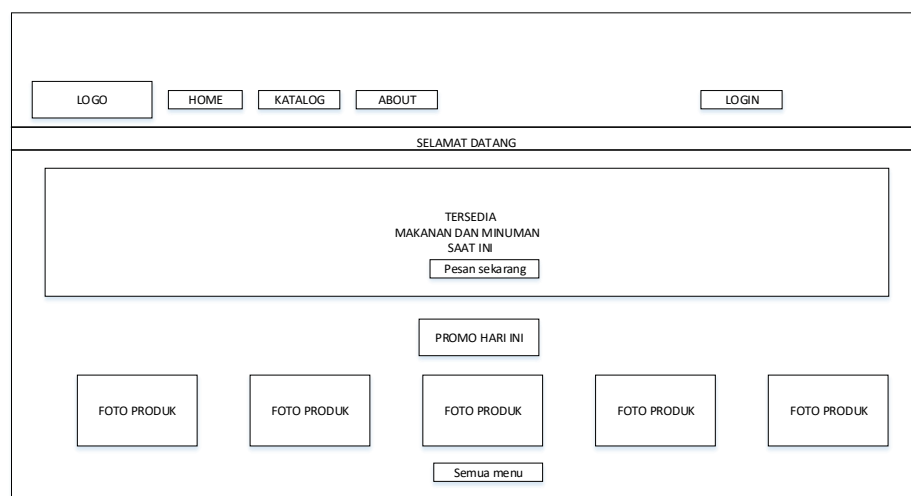 LOGO
HOME
KATALOG
ABOUT
LOGIN
SELAMAT DATANG
TERSEDIA
MAKANAN DAN MINUMAN
SAAT INI
Pesan sekarang
PROMO HARI INI
FOTO PRODUK
FOTO PRODUK
FOTO PRODUK
FOTO PRODUK
FOTO PRODUK
Semua menu